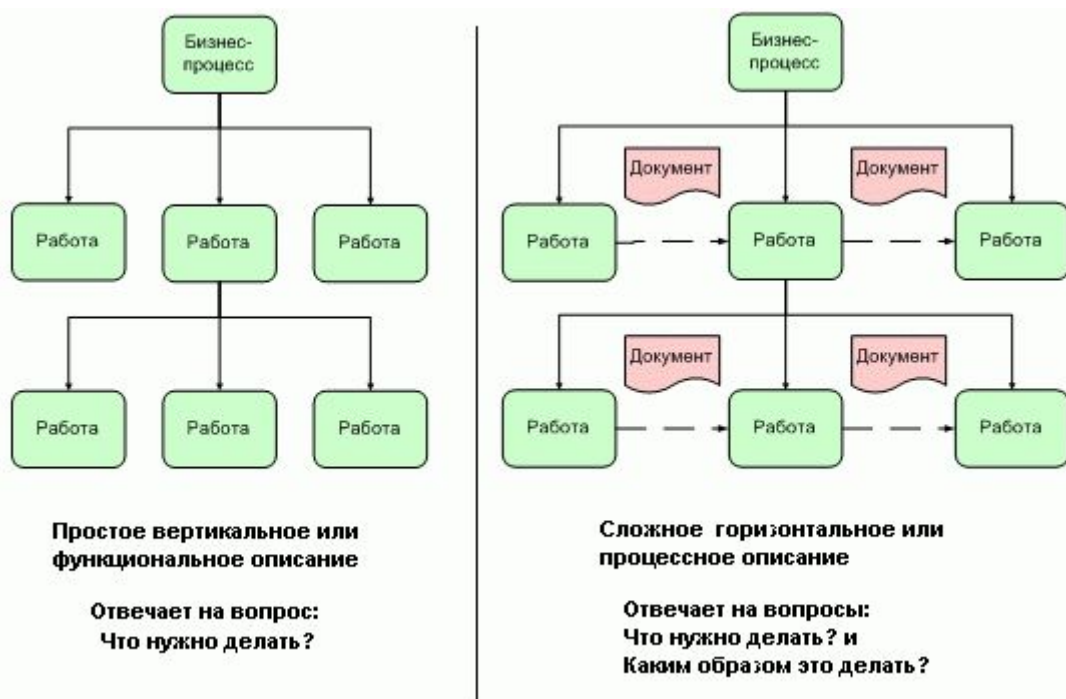 Бизнес-
процесс
Работа
Работа
Работа
Работа
Работа
Работа
Простое вертикальное или
функциональное описание
Отвечает на вопрос:
Что нужно делать?
Бизнес-
процесс
Документ
Документ
Работа
Работа
Работа
Документ
Документ
Работа
Работа
Работа
Сложное горизонтальное или
процессное описание
Отвечает на вопросы:
Что нужно делать? и
Каким образом это делать?